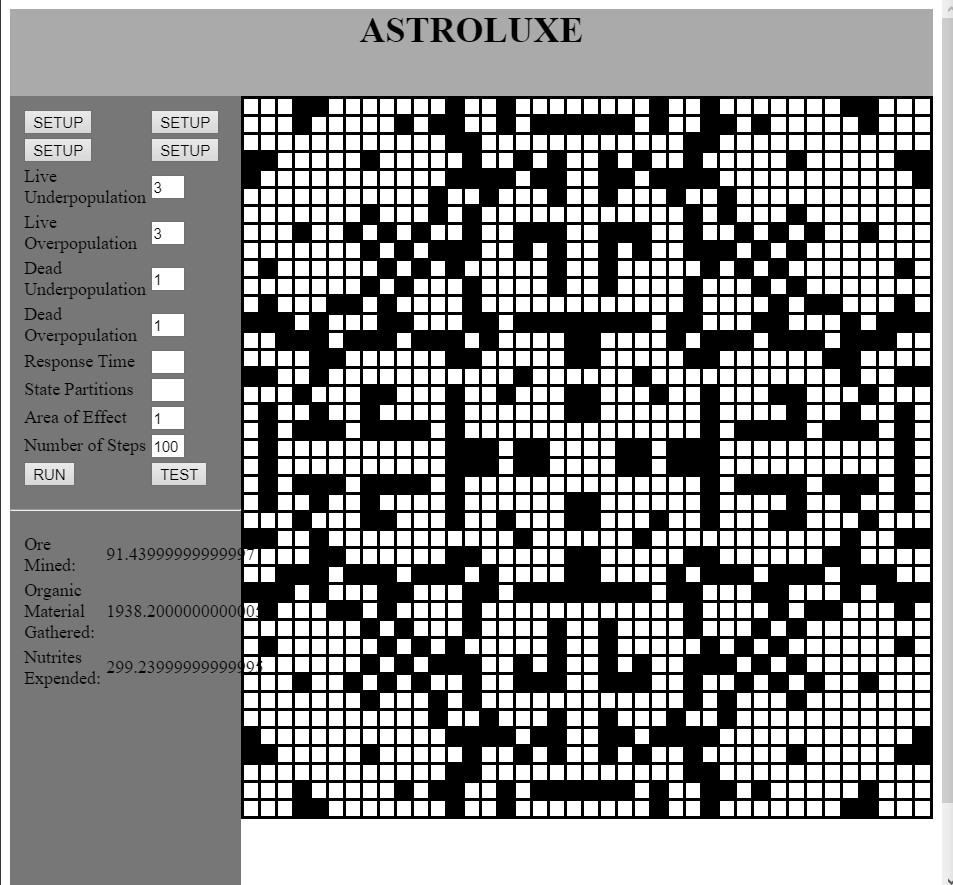 ASTROLUXE
SETUP SETUP
SETUP SETUP
Live
Underpopulation 3
Live
Overpopulation 3
Dead
Underpopulation 1
Dead
Overpopulation 1
Response Time
State Partitions
Area of Effect 1
Number of Steps 100
RUN TEST
Ore
Mined: 91.43999999999997
Organic
Material 1938.2000000000005
Gathered:
Nutrites
Expended: 299.23999999999995